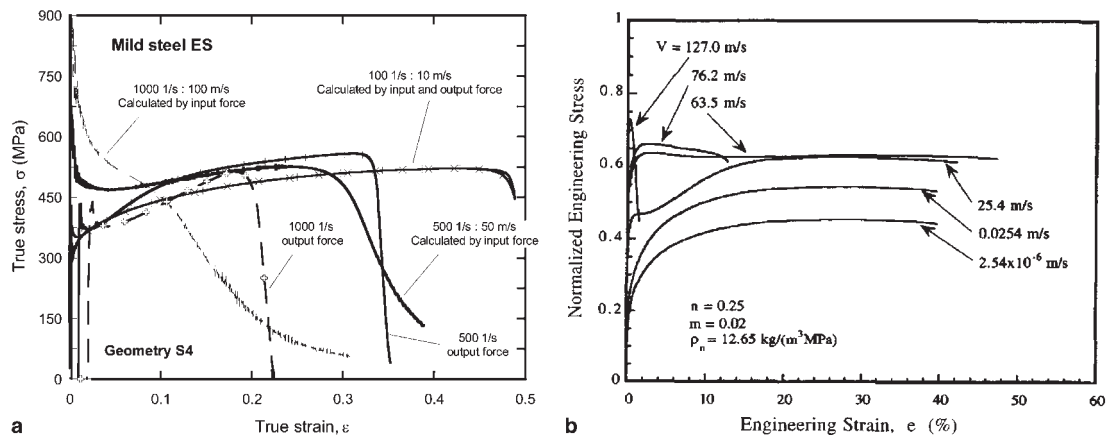 900
750
600
450
300
150
0
True stress, σ (MPa)
Mild steel ES
1000 1/s : 100 m/s
Calculated by input force
100 1/s : 10 m/s
Calculated by input and output force
1000 1/s
output force
500 1/s : 50 m/s
Calculated by input force
500 1/s
output force
Geometry S4
0
0.1
0.2
0.3
0.4
0.5
True strain, ε
a
1
0.8
0.6
0.4
0.2
0
Normalized Engineering Stress
V = 127.0 m/s
76.2 m/s
63.5 m/s
25.4 m/s
0.0254 m/s
2.54x10⁻⁶ m/s
n = 0.25
m = 0.02
ρₙ = 12.65 kg/(m³MPa)
0
10
20
30
40
50
60
Engineering Strain, e (%)
b